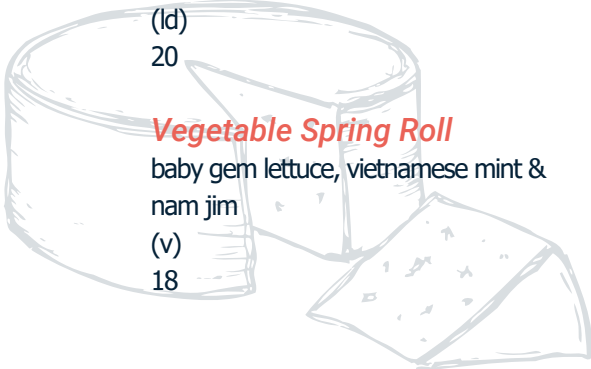 (ld)
20
Vegetable Spring Roll
baby gem lettuce, vietnamese mint &
nam jim
(v)
18